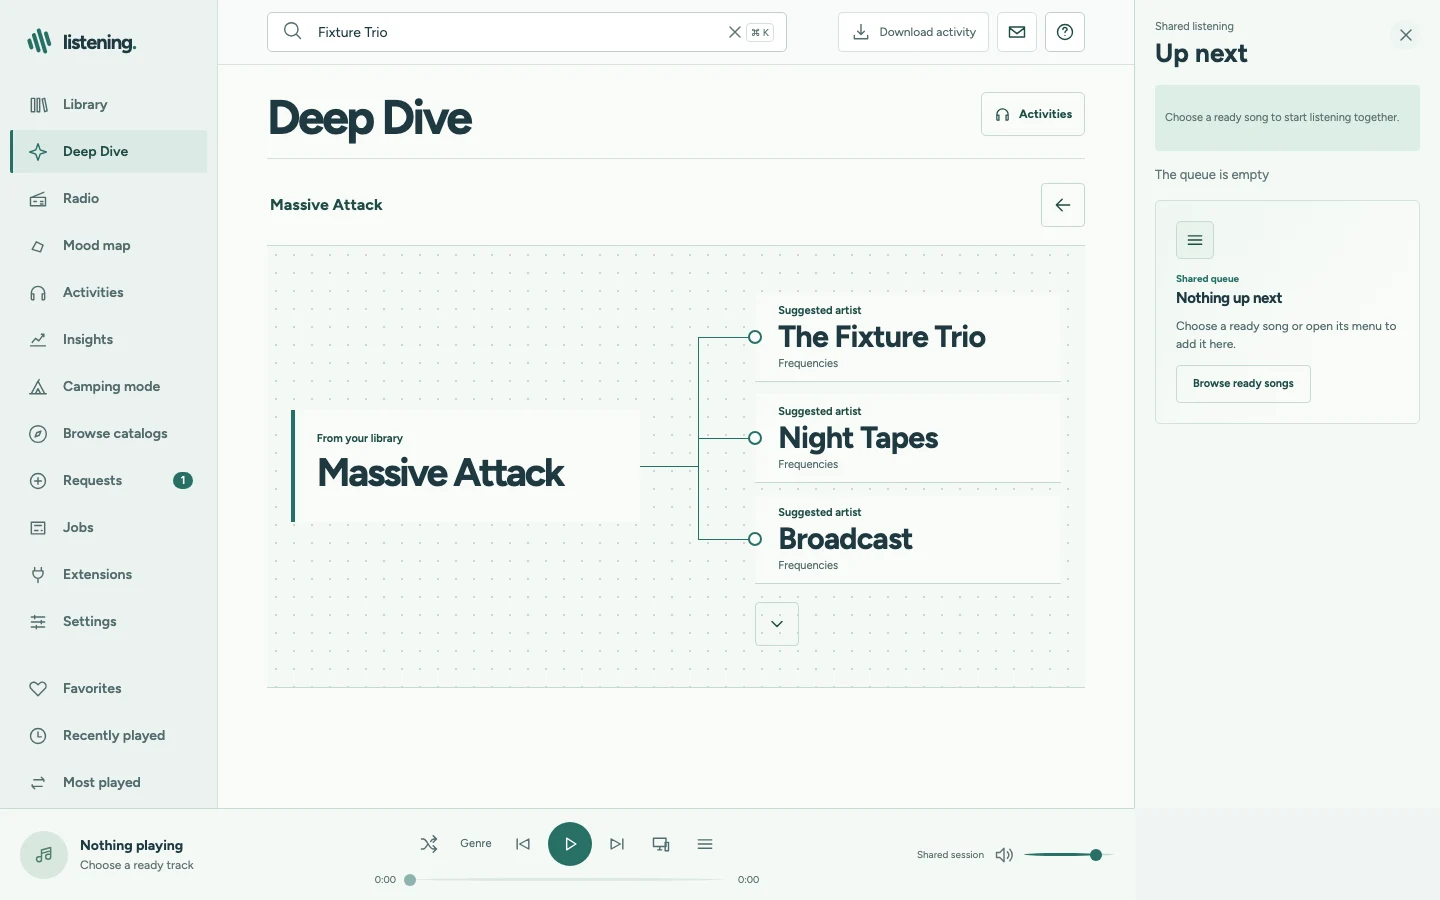 listening.
Library
Deep Dive
Radio
Mood map
Activities
Insights
Camping mode
Browse catalogs
Requests
1
Jobs
Extensions
Settings
Favorites
Recently played
Most played
Fixture Trio
⌘ K
Download activity
Deep Dive
Activities
Massive Attack
From your library
Massive Attack
Suggested artist
The Fixture Trio
Frequencies
Suggested artist
Night Tapes
Frequencies
Suggested artist
Broadcast
Frequencies
Shared listening
Up next
Choose a ready song to start listening together.
The queue is empty
Shared queue
Nothing up next
Choose a ready song or open its menu to
add it here.
Browse ready songs
Nothing playing
Choose a ready track
Genre
0:00
0:00
Shared session